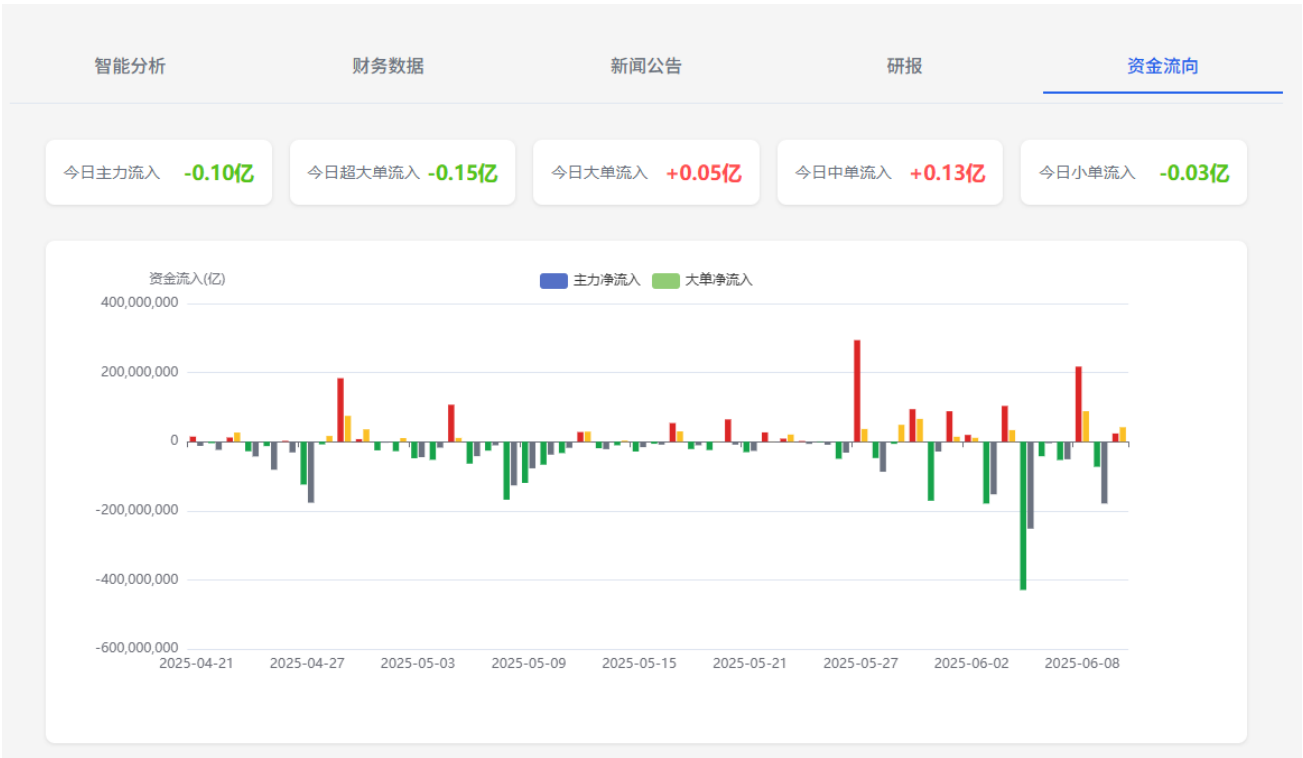 智能分析 财务数据 新闻公告 研报 资金流向
今日主力流入 -0.10亿 今日超大单流入 -0.15亿 今日大单流入 +0.05亿 今日中单流入 +0.13亿 今日小单流入 -0.03亿
资金流入(亿) 主力净流入 大单净流入
400,000,000
200,000,000
0
-200,000,000
-400,000,000
-600,000,000
2025-04-21 2025-04-27 2025-05-03 2025-05-09 2025-05-15 2025-05-21 2025-05-27 2025-06-02 2025-06-08